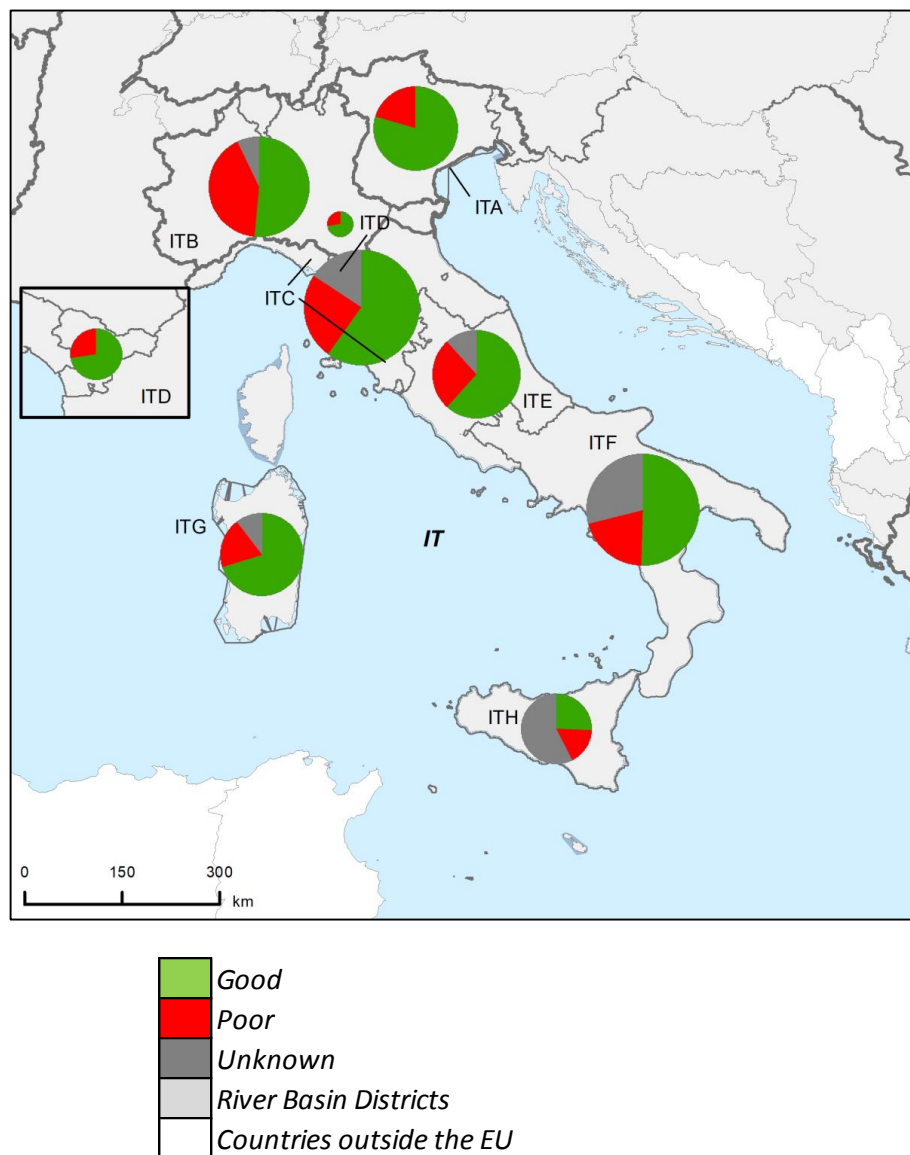 ITA
ITB
ITD
ITC
ITD
ITE
ITF
ITG
IT
ITH
0 150 300
km
Good
Poor
Unknown
River Basin Districts
Countries outside the EU